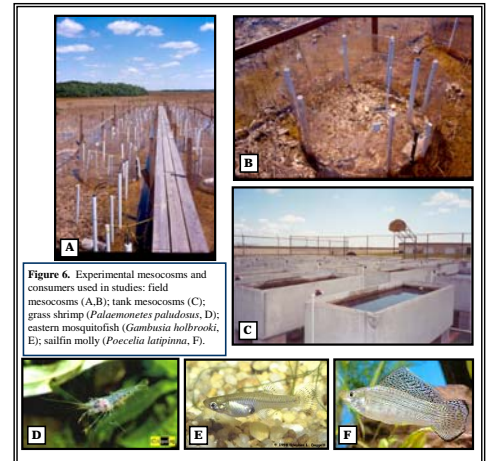 A
B
C
Figure 6. Experimental mesocosms and
consumers used in studies: field
mesocosms (A,B); tank mesocosms (C);
grass shrimp (Palaemonetes paludosus, D);
eastern mosquitofish (Gambusia holbrooki,
E); sailfin molly (Poecelia latipinna, F).
D
E
F